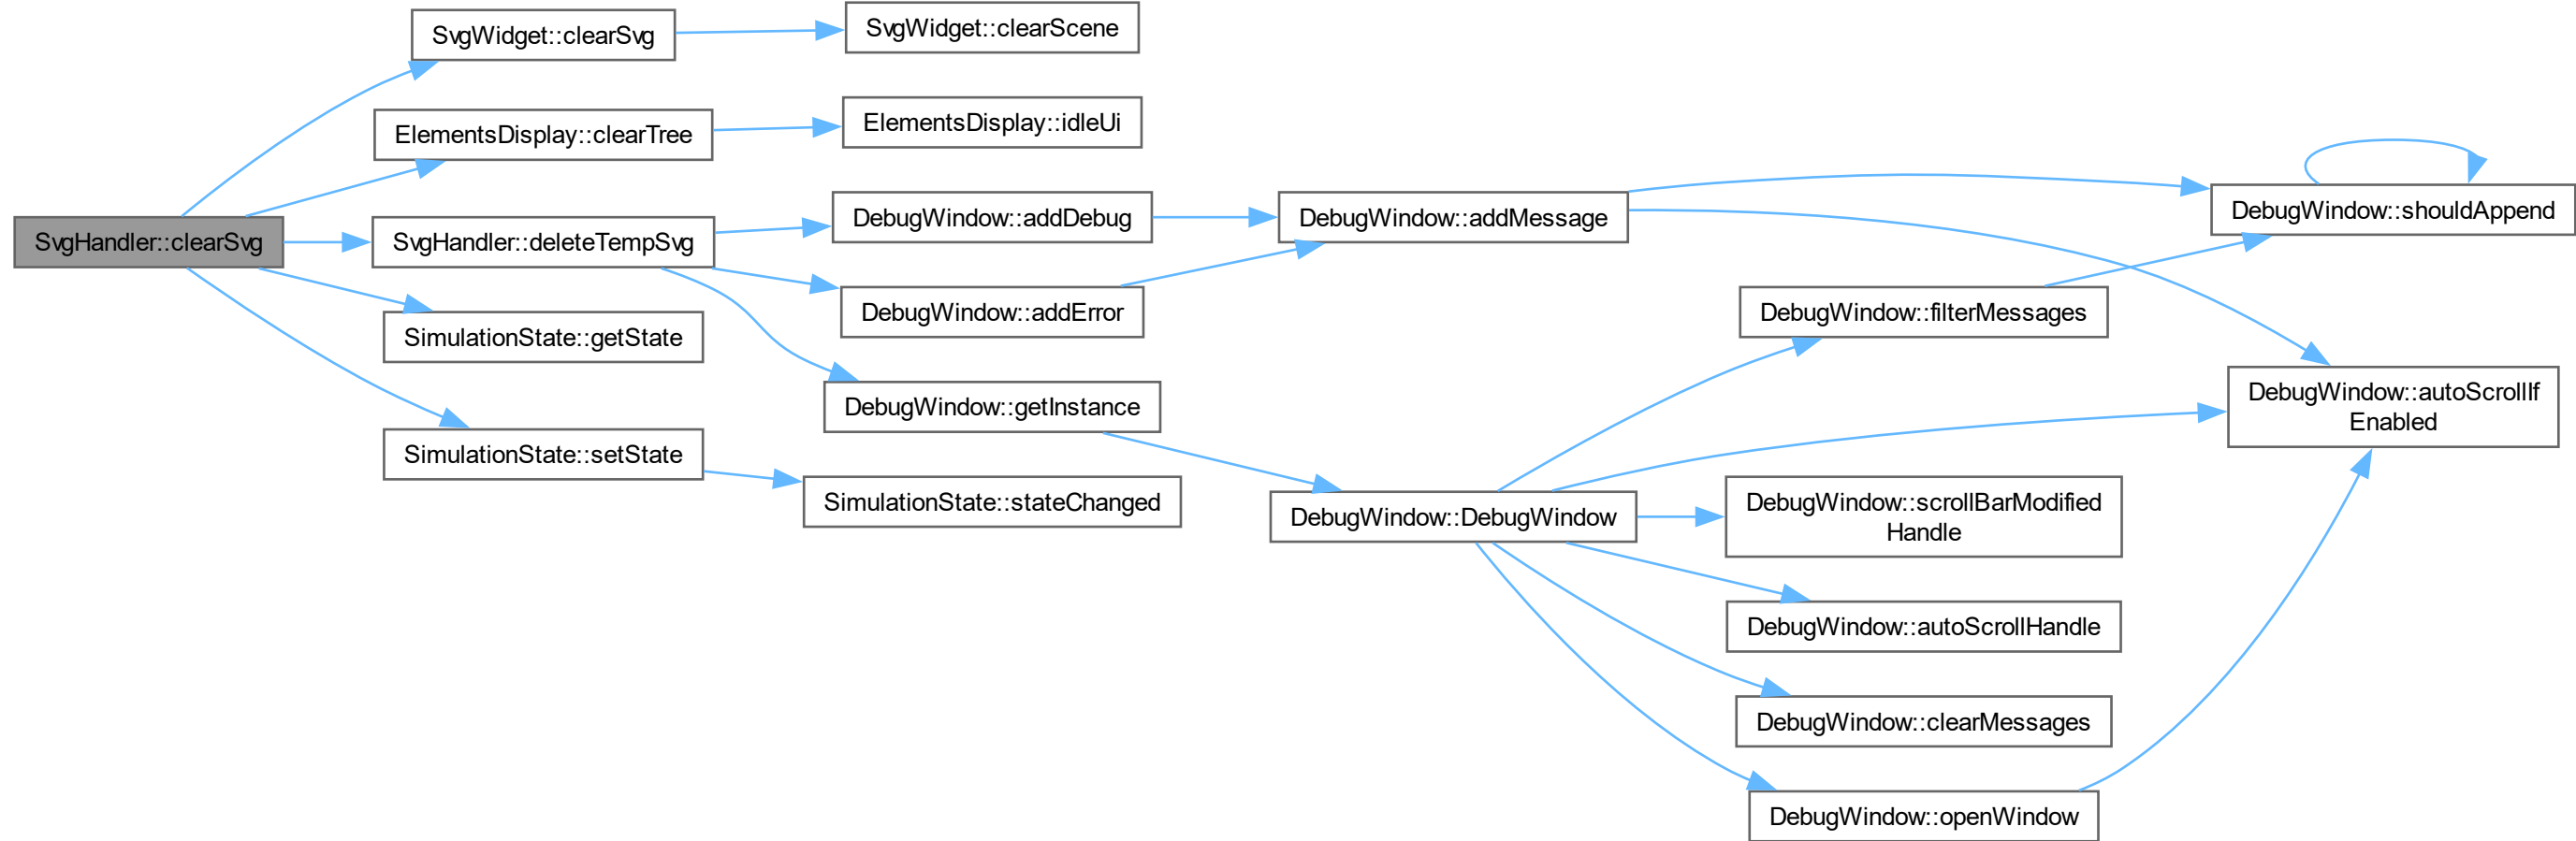 SvgHandler::clearSvg
SvgWidget::clearSvg
SvgWidget::clearScene
ElementsDisplay::clearTree
ElementsDisplay::idleUi
SvgHandler::deleteTempSvg
DebugWindow::addDebug
DebugWindow::addMessage
DebugWindow::shouldAppend
DebugWindow::addError
DebugWindow::getInstance
DebugWindow::DebugWindow
DebugWindow::filterMessages
DebugWindow::autoScrollIf
Enabled
DebugWindow::scrollBarModified
Handle
DebugWindow::autoScrollHandle
DebugWindow::clearMessages
DebugWindow::openWindow
SimulationState::getState
SimulationState::setState
SimulationState::stateChanged